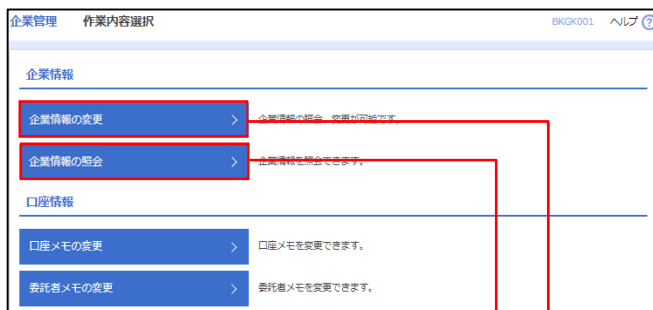 企業管理 作業内容選択 BKGK001 ヘルプ ?
企業情報
企業情報の変更 企業情報の照会、変更が可能です。
企業情報の照会 企業情報を照会できます。
口座情報
口座メモの変更 口座メモを変更できます。
委託者メモの変更 委託者メモを変更できます。